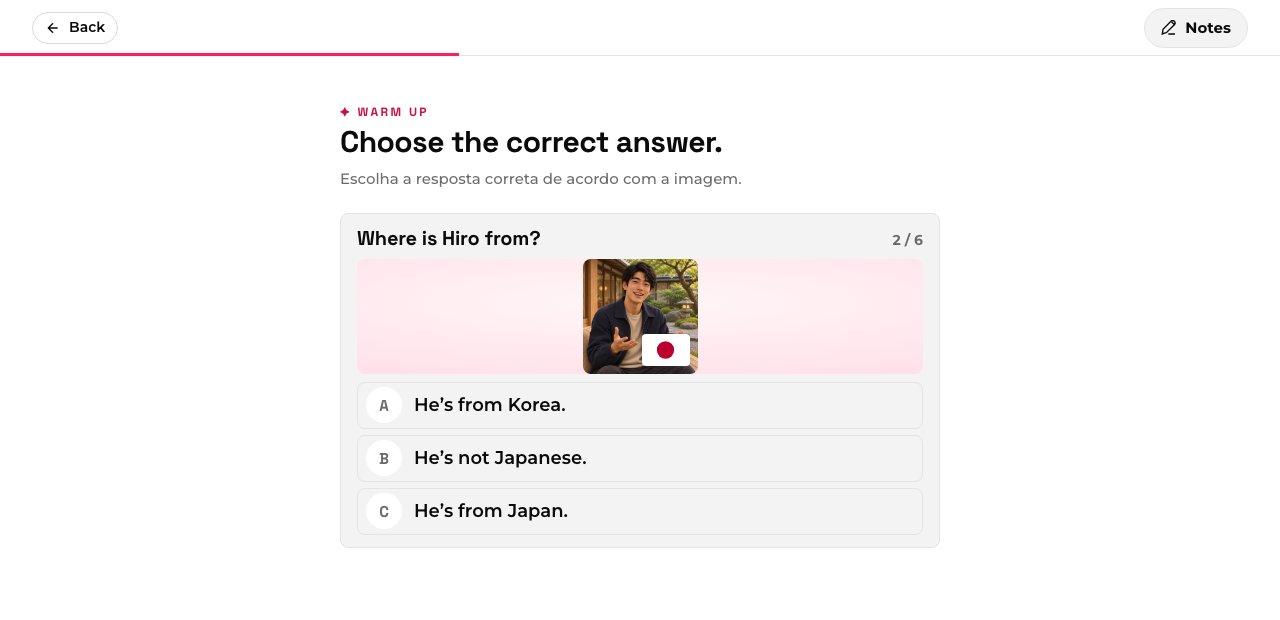 Back
Notes
WARM UP
Choose the correct answer.
Escolha a resposta correta de acordo com a imagem.
Where is Hiro from?
2 / 6
A He’s from Korea.
B He’s not Japanese.
C He’s from Japan.